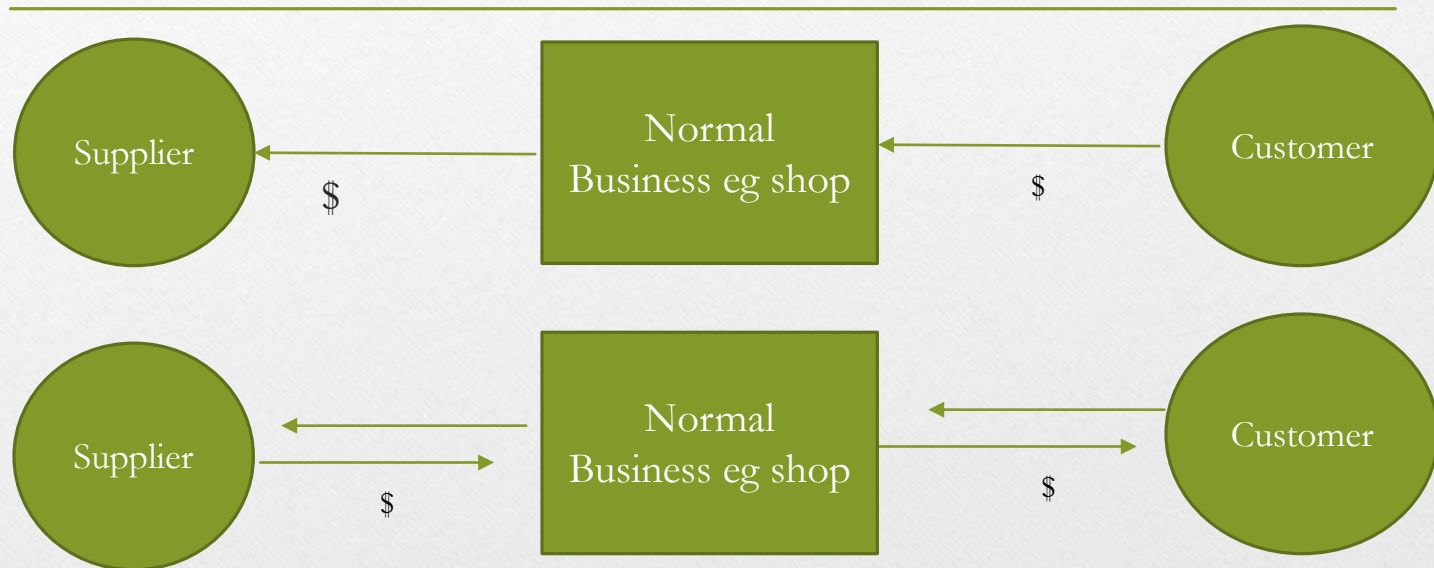 Supplier
Normal
Business eg shop
Customer
$
$
Supplier
Normal
Business eg shop
Customer
$
$